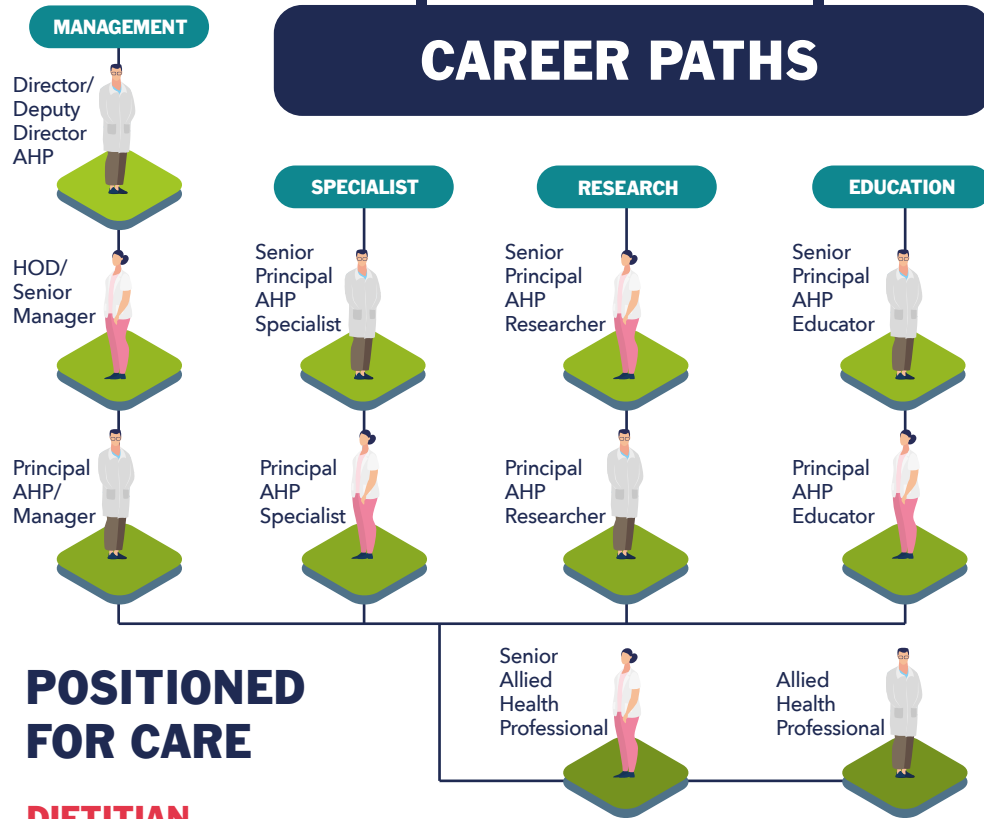 MANAGEMENT
CAREER PATHS
Director/
Deputy
Director
AHP
SPECIALIST
RESEARCH
EDUCATION
HOD/
Senior
Manager
Senior
Principal
AHP
Specialist
Senior
Principal
AHP
Researcher
Senior
Principal
AHP
Educator
Principal
AHP/
Manager
Principal
AHP
Specialist
Principal
AHP
Researcher
Principal
AHP
Educator
Senior
Allied
Health
Professional
Allied
Health
Professional
POSITIONED
FOR CARE
DIETITIAN